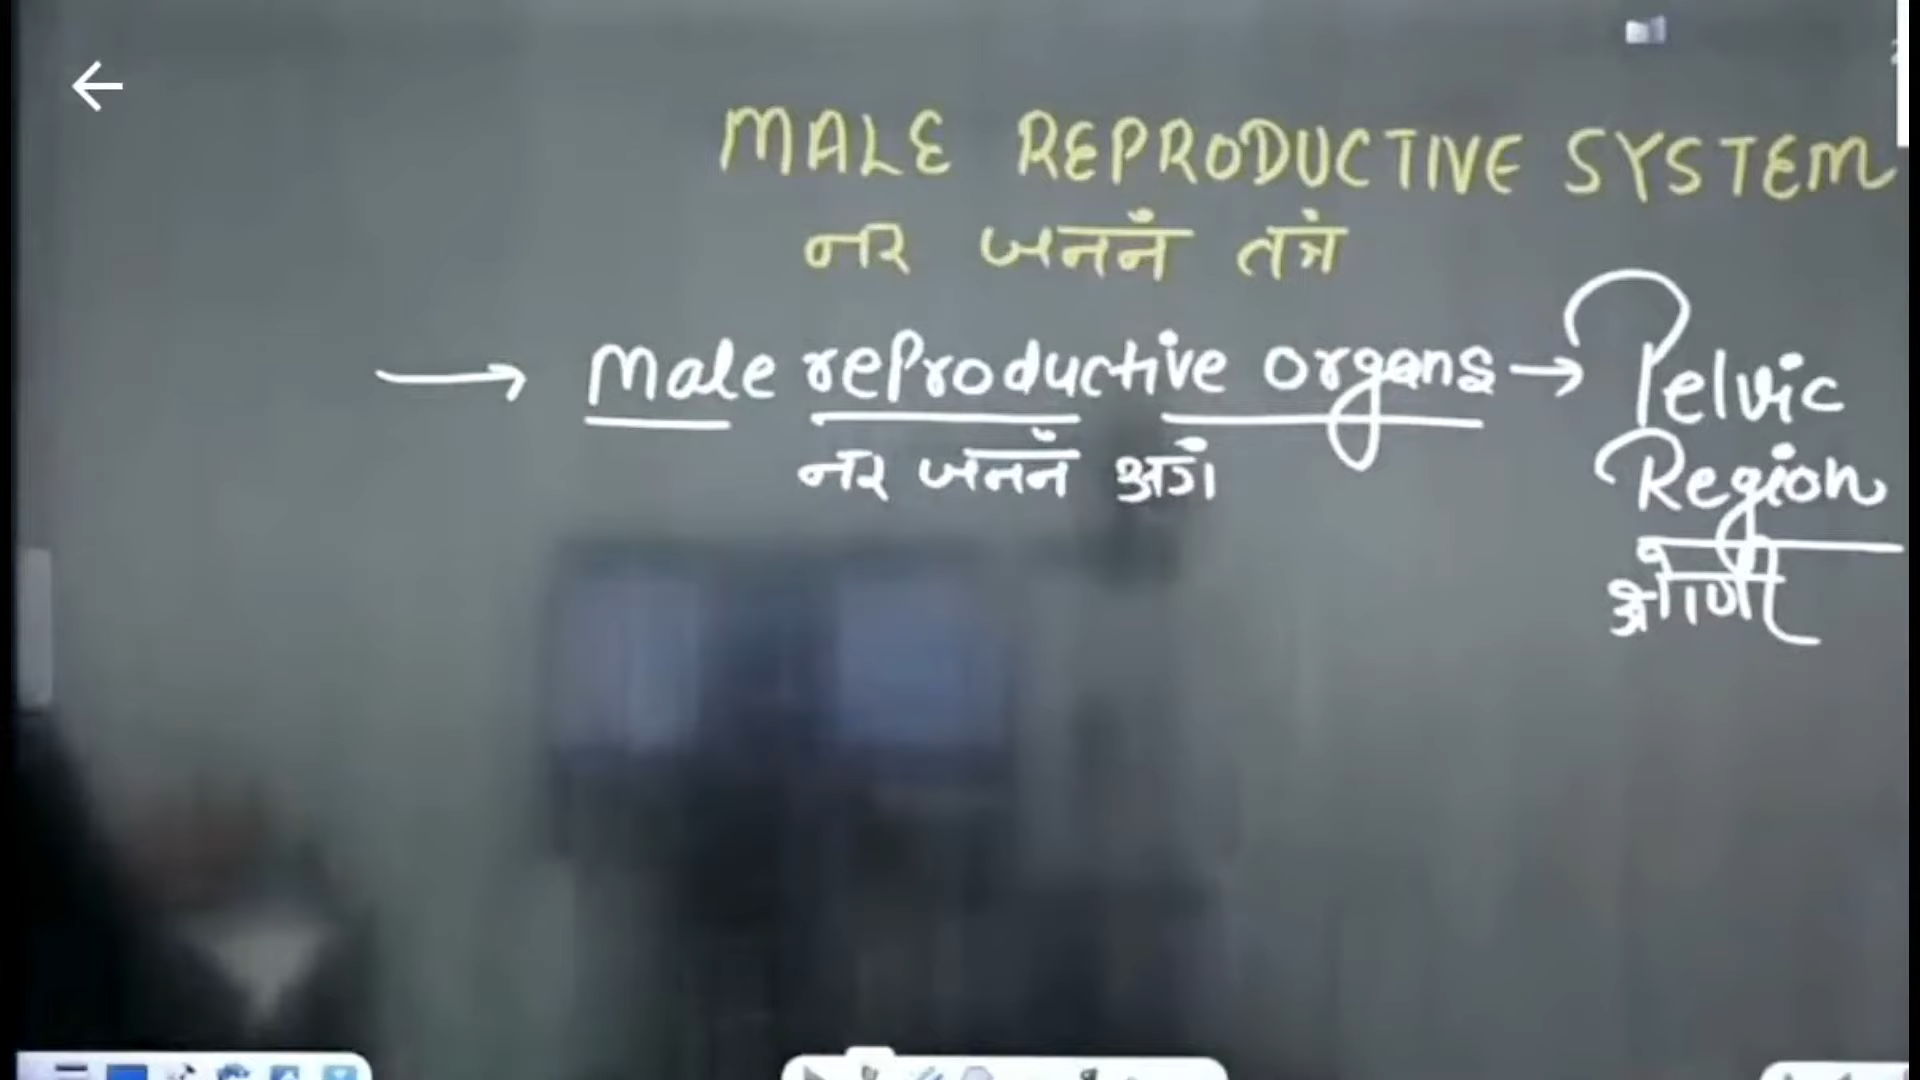 MALE REPRODUCTIVE SYSTEM
नर जननं तंत्र
Male reproductive organs → Pelvic Region
नर जननं अंग
श्रोणी